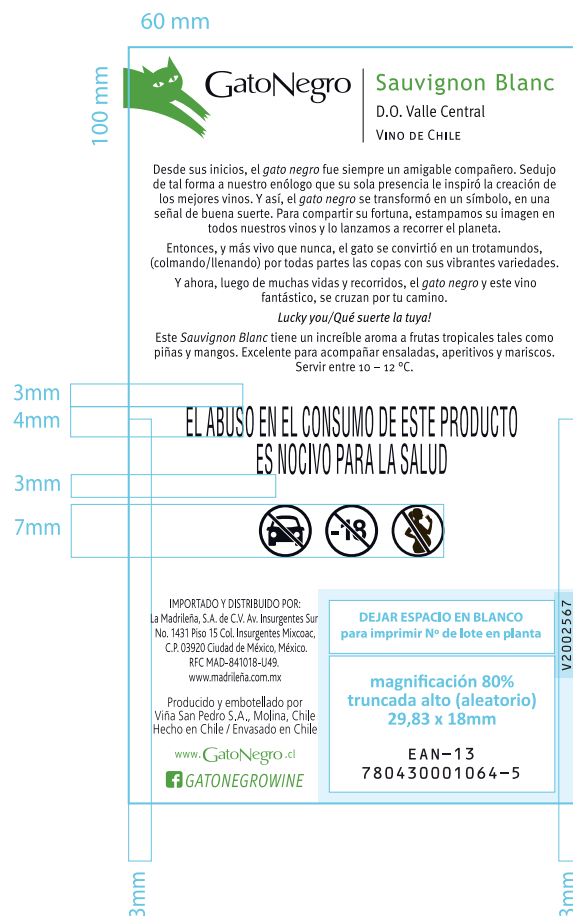 60 mm
100 mm
GatoNegro
Sauvignon Blanc
D.O. Valle Central
VINO DE CHILE
Desde sus inicios, el gato negro fue siempre un amigable compañero. Sedujo
de tal forma a nuestro enólogo que su sola presencia le inspiró la creación de
los mejores vinos. Y así, el gato negro se transformó en un símbolo, en una
señal de buena suerte. Para compartir su fortuna, estampamos su imagen en
todos nuestros vinos y lo lanzamos a recorrer el planeta.
Entonces, y más vivo que nunca, el gato se convirtió en un trotamundos,
(colmando/llenando) por todas partes las copas con sus vibrantes variedades.
Y ahora, luego de muchas vidas y recorridos, el gato negro y este vino
fantástico, se cruzan por tu camino.
Lucky you/Qué suerte la tuya!
Este Sauvignon Blanc tiene un increíble aroma a frutas tropicales tales como
piñas y mangos. Excelente para acompañar ensaladas, aperitivos y mariscos.
Servir entre 10 – 12 °C.
3mm
4mm
EL ABUSO EN EL CONSUMO DE ESTE PRODUCTO
ES NOCIVO PARA LA SALUD
3mm
7mm
-18
IMPORTADO Y DISTRIBUIDO POR:
La Madrileña, S.A. de C.V. Av. Insurgentes Sur
No. 1431 Piso 15 Col. Insurgentes Mixcoac,
C.P. 03920 Ciudad de México, México.
RFC MAD-841018-U49.
www.madrileña.com.mx
Producido y embotellado por
Viña San Pedro S.A., Molina, Chile
Hecho en Chile / Envasado en Chile
www.GatoNegro.cl
GATONEGROWINE
DEJAR ESPACIO EN BLANCO
para imprimir Nº de lote en planta
V2002567
magnificación 80%
truncada alto (aleatorio)
29,83 x 18mm
EAN-13
780430001064-5
3mm
3mm